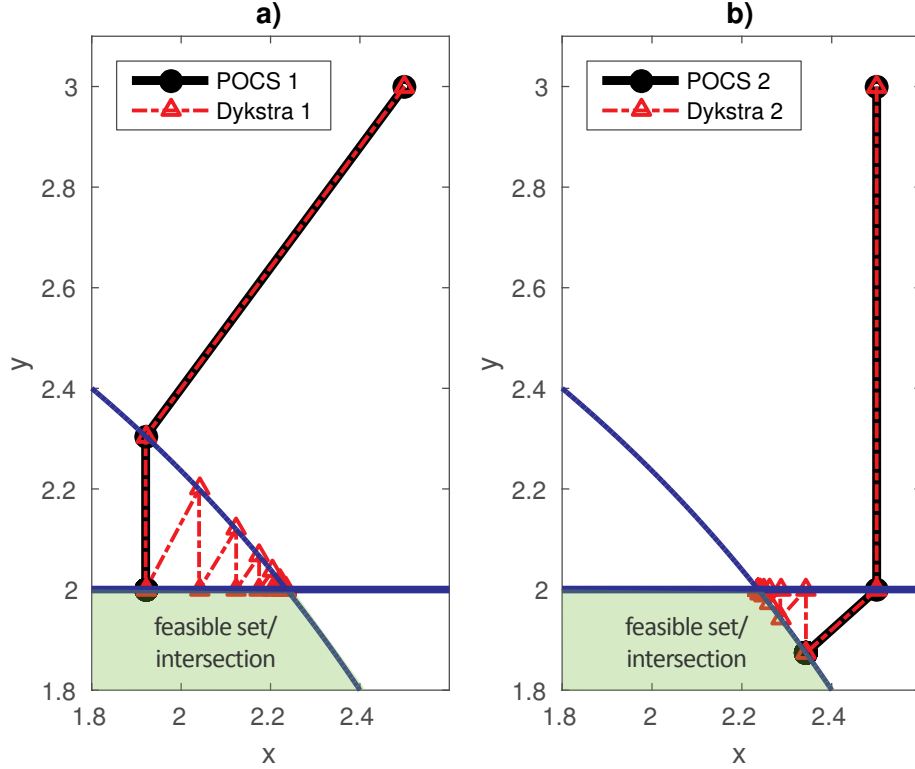 a)
POCS 1
Dykstra 1
3
2.8
2.6
2.4
2.2
2
1.8
y
feasible set/
intersection
1.8
2
2.2
2.4
x
b)
POCS 2
Dykstra 2
3
2.8
2.6
2.4
2.2
2
1.8
y
feasible set/
intersection
1.8
2
2.2
2.4
x